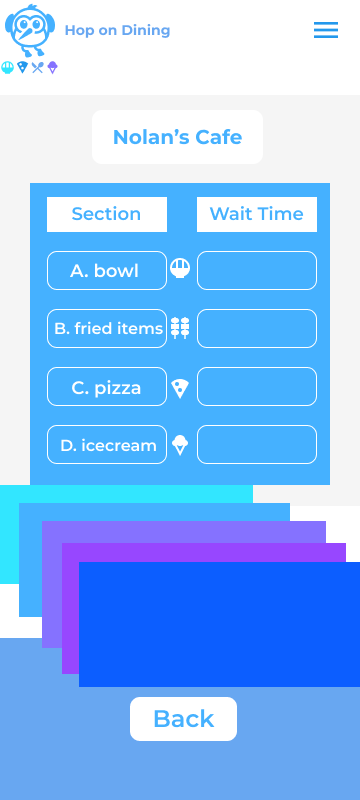 Hop on Dining
Nolan's Cafe
Section Wait Time
A. bowl
B. fried items
C. pizza
D. icecream
Back